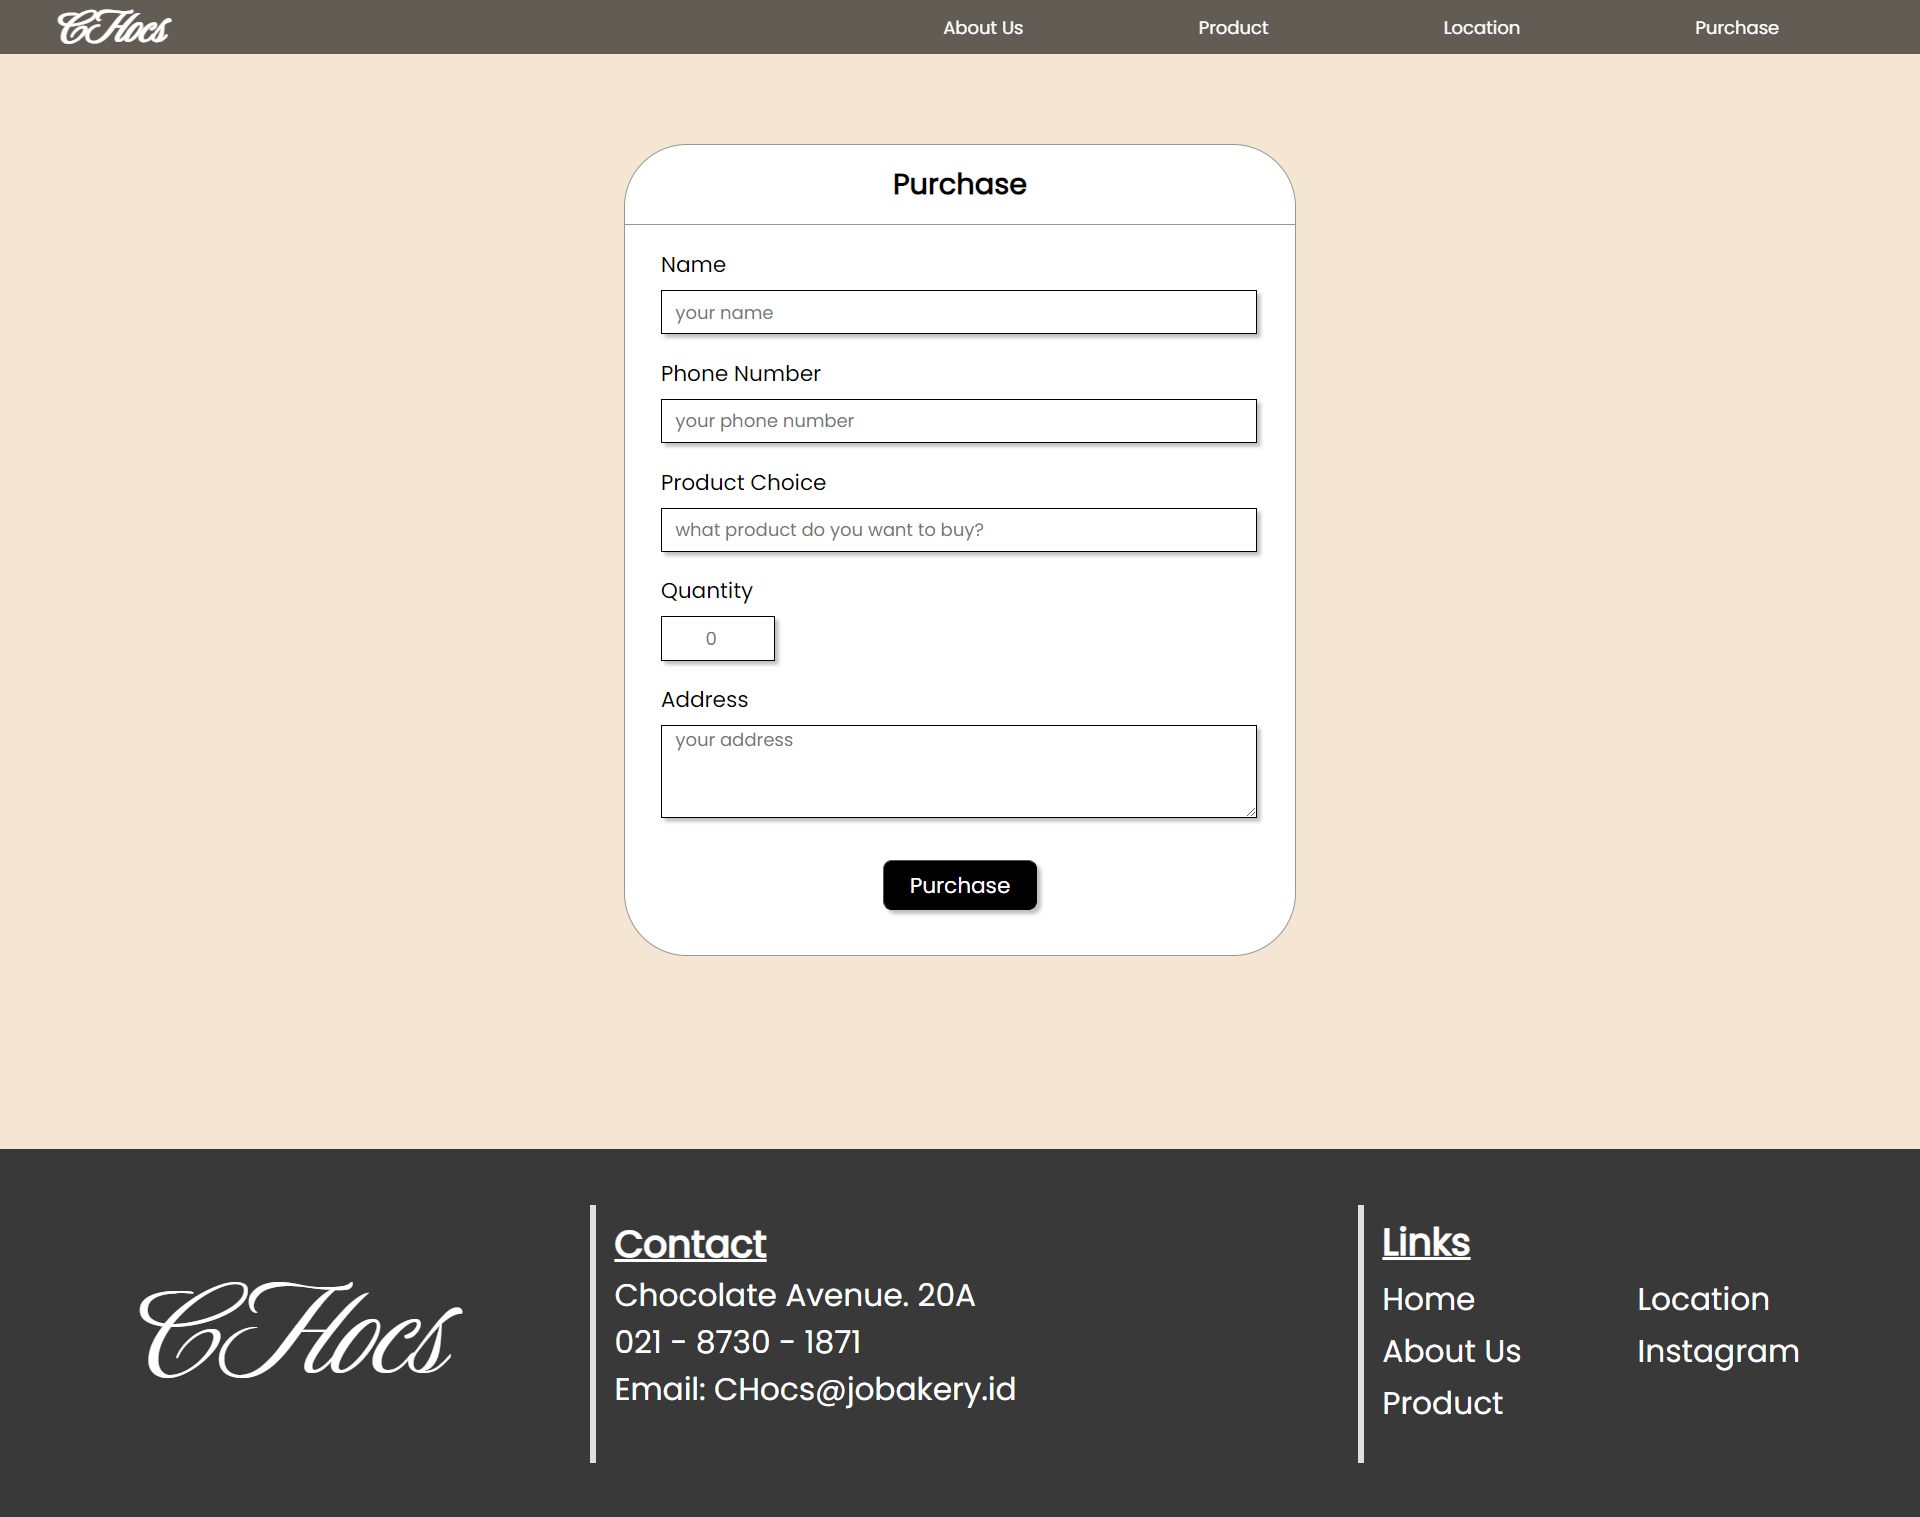 CHocs
About Us
Product
Location
Purchase
Purchase
Name
your name
Phone Number
your phone number
Product Choice
what product do you want to buy?
Quantity
0
Address
your address
Purchase
CHocs
Contact
Chocolate Avenue. 20A
021 - 8730 - 1871
Email: CHocs@jobakery.id
Links
Home
About Us
Product
Location
Instagram